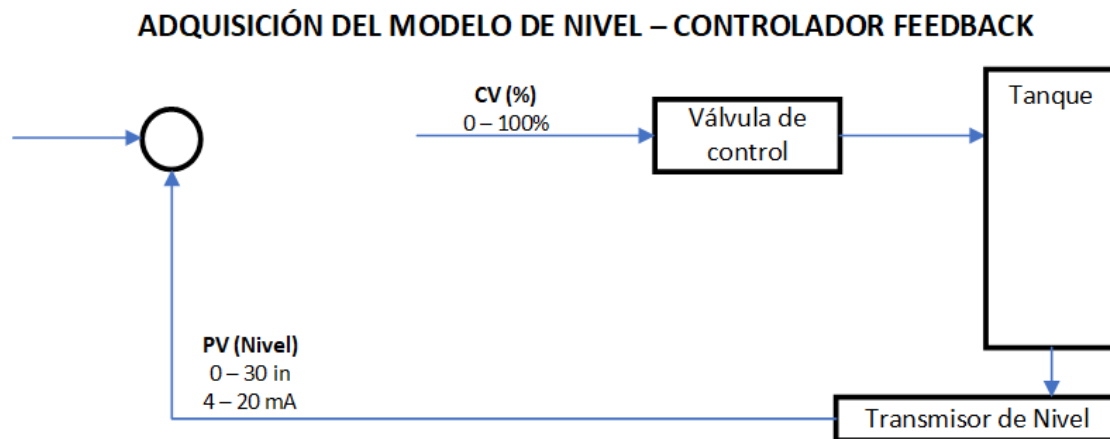 ADQUISICIÓN DEL MODELO DE NIVEL – CONTROLADOR FEEDBACK
CV (%)
0 – 100%
Válvula de
control
Tanque
PV (Nivel)
0 – 30 in
4 – 20 mA
Transmisor de Nivel